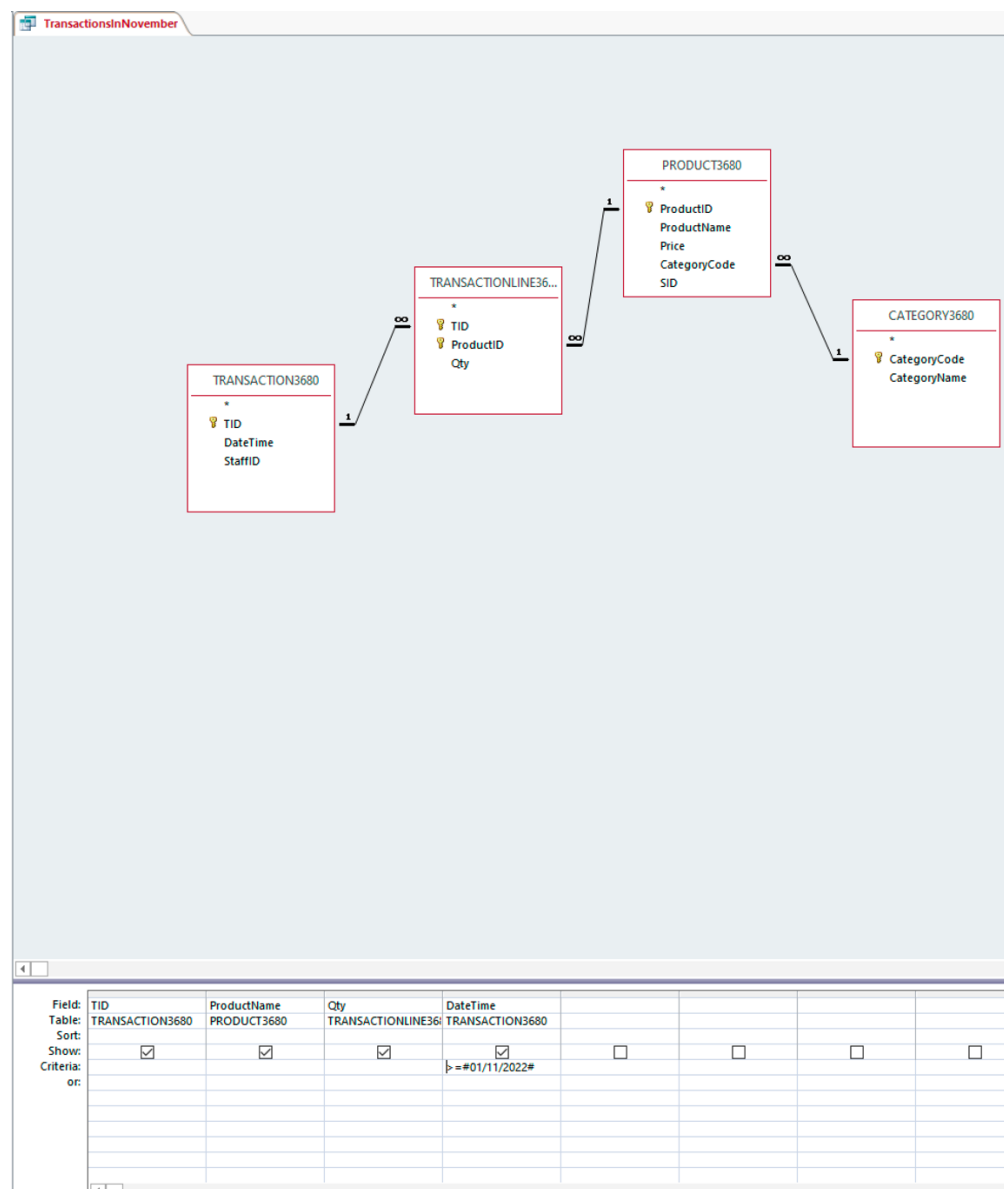 TransactionsInNovember
PRODUCT3680
*
ProductID
ProductName
Price
CategoryCode
SID
1
∞
TRANSACTIONLINE36...
*
TID
ProductID
Qty
∞
∞
CATEGORY3680
*
CategoryCode
CategoryName
1
TRANSACTION3680
*
TID
DateTime
StaffID
1
Field: TID ProductName Qty DateTime
Table: TRANSACTION3680 PRODUCT3680 TRANSACTIONLINE36 TRANSACTION3680
Sort:
Show:
Criteria: >=#01/11/2022#
or: